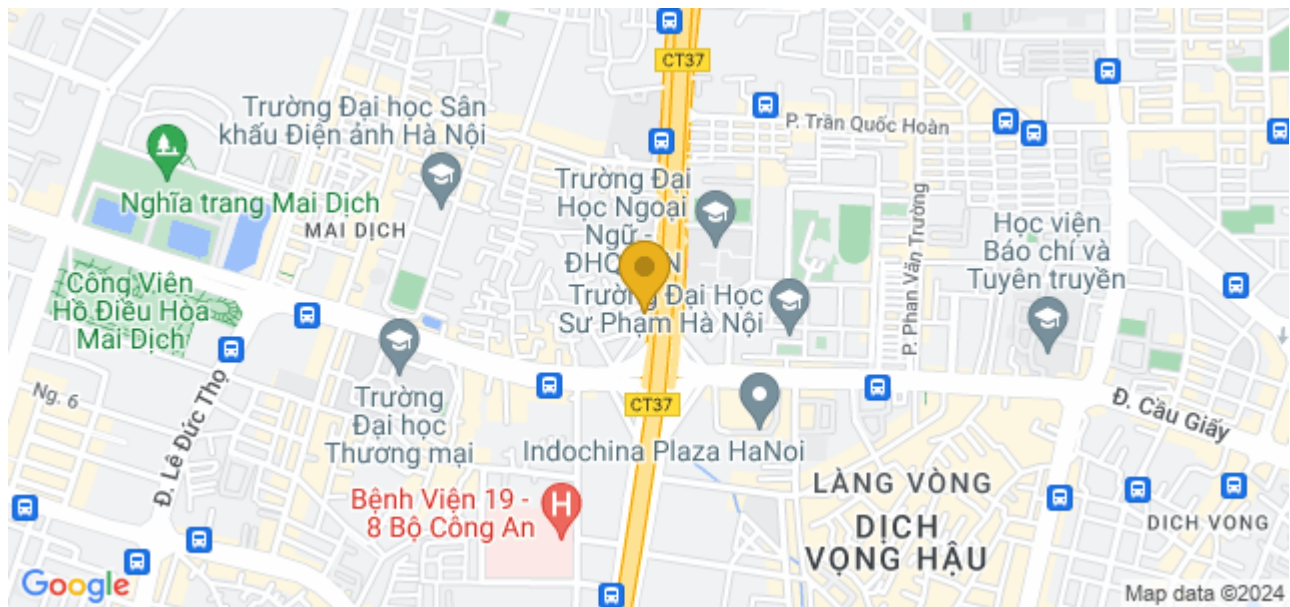 CT37
Trường Đại học Sân
khấu Điện ảnh Hà Nội
P. Trần Quốc Hoàn
Nghĩa trang Mai Dịch
MAI DỊCH
Trường Đại
Học Ngoại
Ngữ -
ĐHQ N
P. Phan Văn Trường
Học viện
Báo chí và
Tuyên truyền
Công Viên
Hồ Điều Hòa
Mai Dịch
Trường Đại Học
Sư Phạm Hà Nội
Ng. 6
Đ. Lê Đức Thọ
Trường
Đại học
Thương mại
CT37
Đ. Cầu Giấy
Indochina Plaza HaNoi
Bệnh Viện 19 -
8 Bộ Công An
H
LÀNG VÒNG
DỊCH
VỌNG HẬU
DICH VONG
Google
Map data ©2024